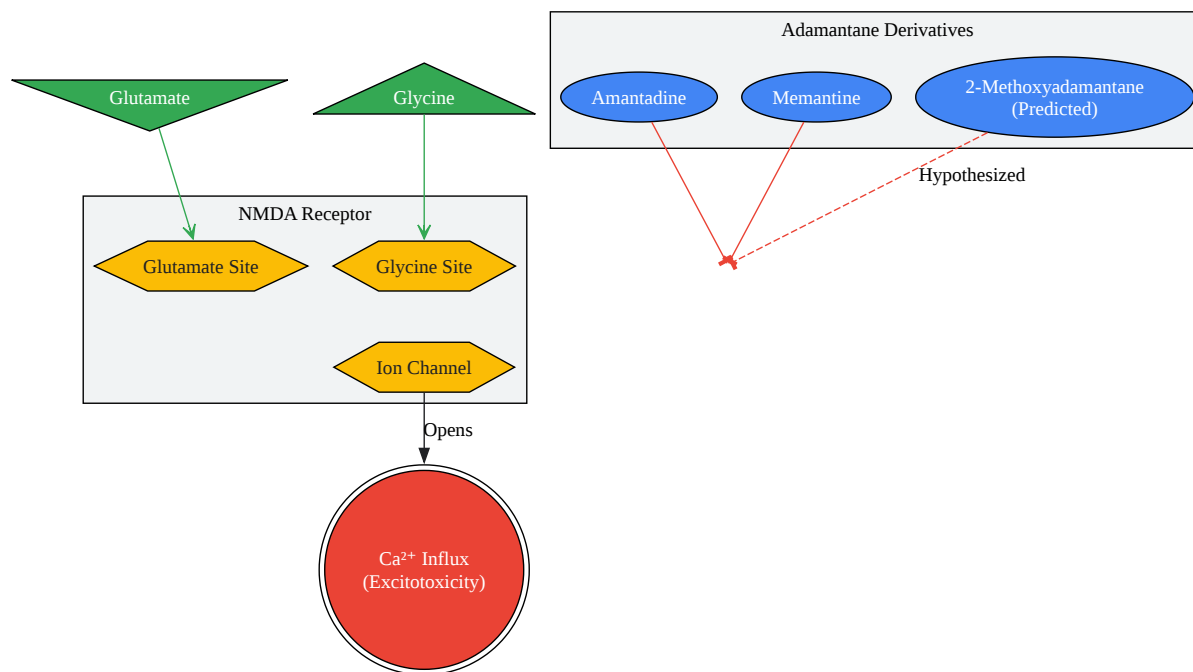 Adamantane Derivatives
Glutamate
Glycine
Amantadine
Memantine
2-Methoxyadamantane
(Predicted)
Hypothesized
NMDA Receptor
Glutamate Site
Glycine Site
Ion Channel
Opens
Ca²⁺ Influx
(Excitotoxicity)